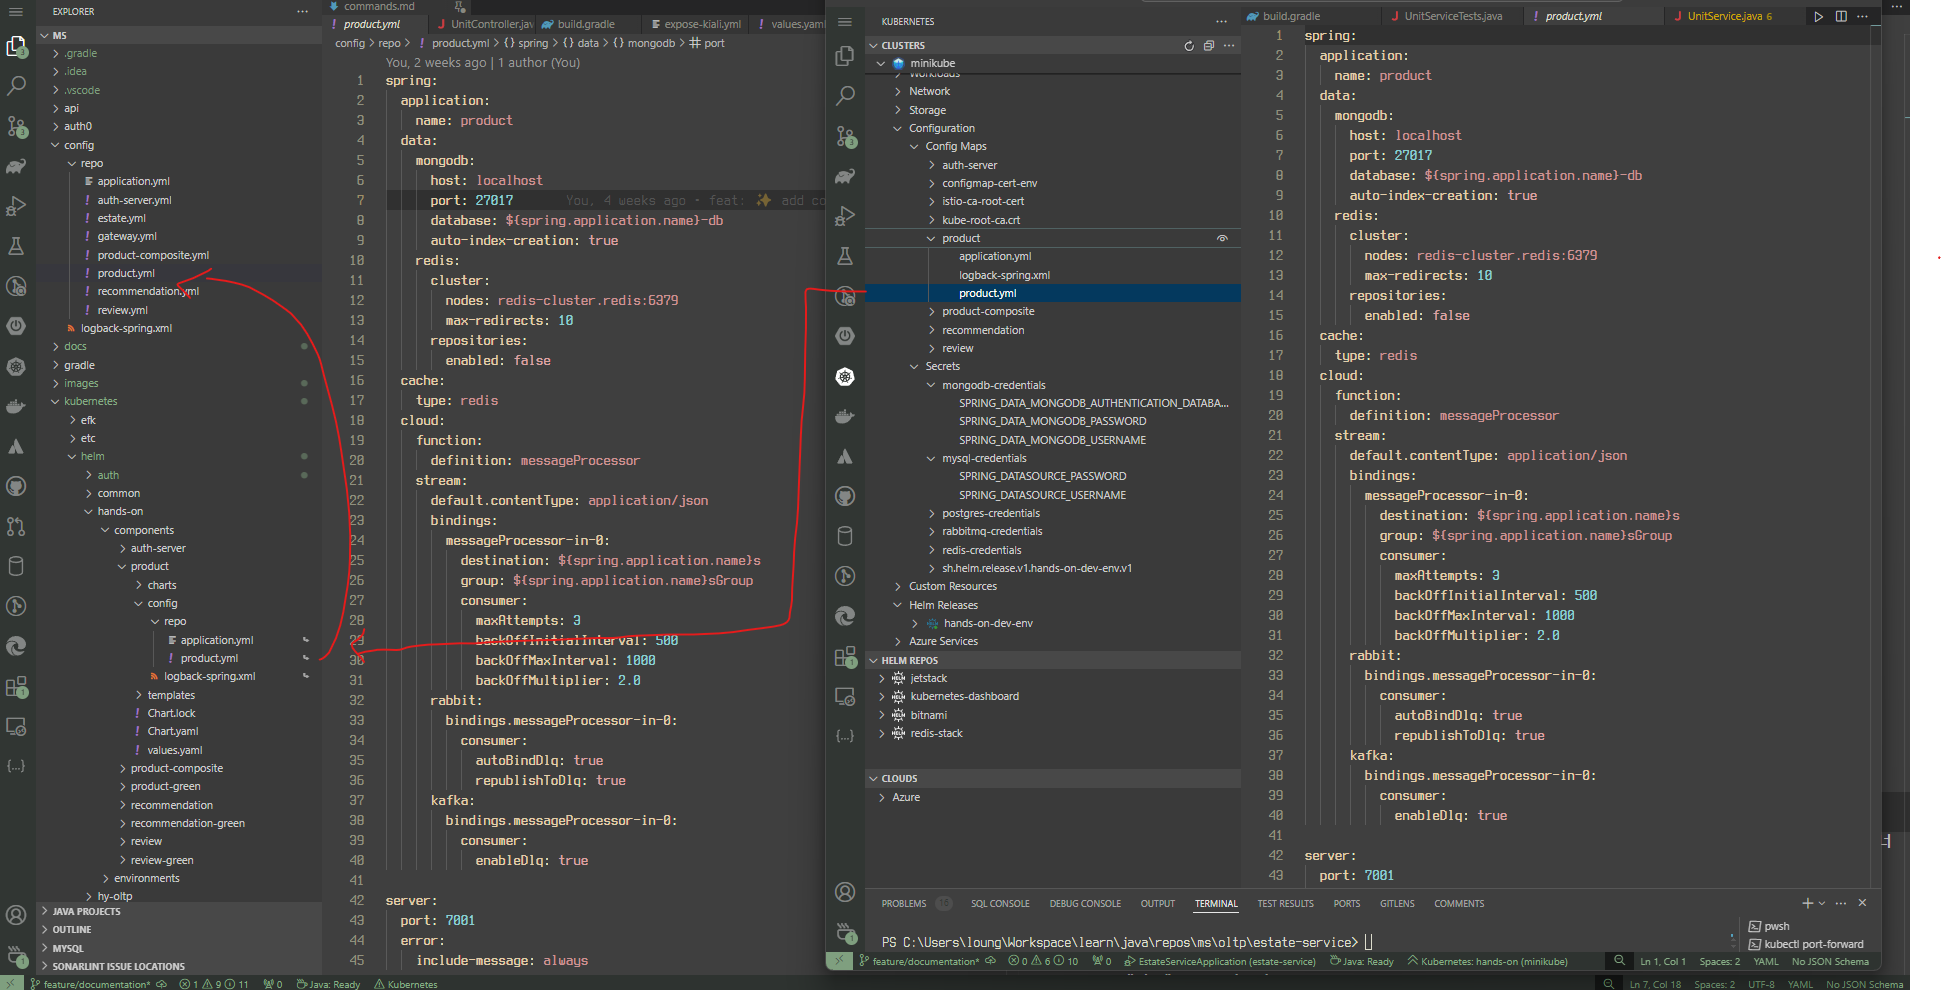 EXPLORER
···
MS
.gradle
.idea
.vscode
api
auth0
config
repo
application.yml
auth-server.yml
estate.yml
gateway.yml
product-composite.yml
product.yml
recommendation.yml
review.yml
logback-spring.xml
docs
gradle
images
kubernetes
efk
etc
helm
auth
common
hands-on
components
auth-server
product
charts
config
repo
application.yml
product.yml
logback-spring.xml
templates
Chart.lock
Chart.yaml
values.yaml
product-composite
product-green
recommendation
recommendation-green
review
review-green
environments
hy-oltp
JAVA PROJECTS
OUTLINE
MYSQL
SONARLINT ISSUE LOCATIONS
commands.md
product.yml
UnitController.jav
build.gradle
expose-kiali.yml
values.yaml
config > repo > ! product.yml > {} spring > {} data > {} mongodb > # port
You, 2 weeks ago | 1 author (You)
1 spring:
2 application:
3 name: product
4 data:
5 mongodb:
6 host: localhost
7 port: 27017 You, 4 weeks ago • feat: ✨ add co
8 database: ${spring.application.name}-db
9 auto-index-creation: true
10 redis:
11 cluster:
12 nodes: redis-cluster.redis:6379
13 max-redirects: 10
14 repositories:
15 enabled: false
16 cache:
17 type: redis
18 cloud:
19 function:
20 definition: messageProcessor
21 stream:
22 default.contentType: application/json
23 bindings:
24 messageProcessor-in-0:
25 destination: ${spring.application.name}s
26 group: ${spring.application.name}sGroup
27 consumer:
28 maxAttempts: 3
29 backOffInitialInterval: 500
30 backOffMaxInterval: 1000
31 backOffMultiplier: 2.0
32 rabbit:
33 bindings.messageProcessor-in-0:
34 consumer:
35 autoBindDlq: true
36 republishToDlq: true
37 kafka:
38 bindings.messageProcessor-in-0:
39 consumer:
40 enableDlq: true
41
42 server:
43 port: 7001
44 error:
45 include-message: always
KUBERNETES
···
CLUSTERS
minikube
Workloads
Network
Storage
Configuration
Config Maps
auth-server
configmap-cert-env
istio-ca-root-cert
kube-root-ca.crt
product
application.yml
logback-spring.xml
product.yml
product-composite
recommendation
review
Secrets
mongodb-credentials
SPRING_DATA_MONGODB_AUTHENTICATION_DATABA...
SPRING_DATA_MONGODB_PASSWORD
SPRING_DATA_MONGODB_USERNAME
mysql-credentials
SPRING_DATASOURCE_PASSWORD
SPRING_DATASOURCE_USERNAME
postgres-credentials
rabbitmq-credentials
redis-credentials
sh.helm.release.v1.hands-on-dev-env.v1
Custom Resources
Helm Releases
hands-on-dev-env
Azure Services
HELM REPOS
jetstack
kubernetes-dashboard
bitnami
redis-stack
CLOUDS
Azure
build.gradle
UnitServiceTests.java
product.yml
UnitService.java 6
1 spring:
2 application:
3 name: product
4 data:
5 mongodb:
6 host: localhost
7 port: 27017
8 database: ${spring.application.name}-db
9 auto-index-creation: true
10 redis:
11 cluster:
12 nodes: redis-cluster.redis:6379
13 max-redirects: 10
14 repositories:
15 enabled: false
16 cache:
17 type: redis
18 cloud:
19 function:
20 definition: messageProcessor
21 stream:
22 default.contentType: application/json
23 bindings:
24 messageProcessor-in-0:
25 destination: ${spring.application.name}s
26 group: ${spring.application.name}sGroup
27 consumer:
28 maxAttempts: 3
29 backOffInitialInterval: 500
30 backOffMaxInterval: 1000
31 backOffMultiplier: 2.0
32 rabbit:
33 bindings.messageProcessor-in-0:
34 consumer:
35 autoBindDlq: true
36 republishToDlq: true
37 kafka:
38 bindings.messageProcessor-in-0:
39 consumer:
40 enableDlq: true
41
42 server:
43 port: 7001
PROBLEMS 16 SQL CONSOLE DEBUG CONSOLE OUTPUT TERMINAL TEST RESULTS PORTS GITLENS COMMENTS
PS C:\Users\loung\Workspace\learn\java\repos\ms\oltp\estate-service>
pwsh
kubectl port-forward
feature/documentation* 0 6 10 0 EstateServiceApplication (estate-service) Java: Ready Kubernetes: hands-on (minikube) Ln 1, Col 1 Spaces: 2 YAML No JSON Schema
feature/documentation* 1 9 11 0 Java: Ready Kubernetes Ln 7, Col 18 Spaces: 2 UTF-8 YAML No JSON Schema